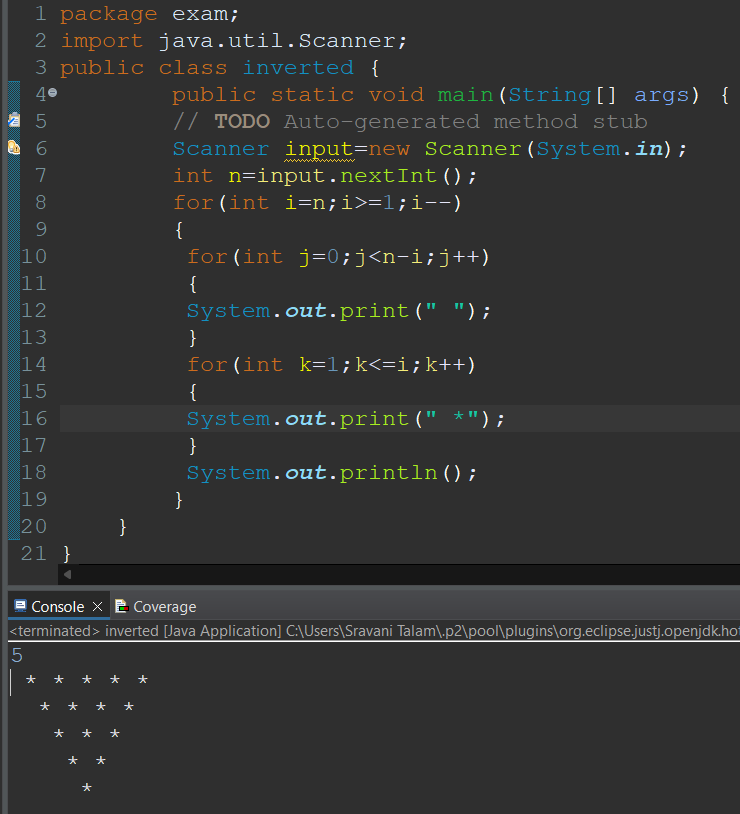 1 package exam;
2 import java.util.Scanner;
3 public class inverted {
4 public static void main(String[] args) {
5 // TODO Auto-generated method stub
6 Scanner input=new Scanner(System.in);
7 int n=input.nextInt();
8 for(int i=n;i>=1;i--)
9 {
10 for(int j=0;j<n-i;j++)
11 {
12 System.out.print(" ");
13 }
14 for(int k=1;k<=i;k++)
15 {
16 System.out.print(" *");
17 }
18 System.out.println();
19 }
20 }
21 }
Console Coverage
<terminated> inverted [Java Application] C:\Users\Sravani Talam\.p2\pool\plugins\org.eclipse.justj.openjdk.hot
5
* * * * *
* * * *
* * *
* *
*